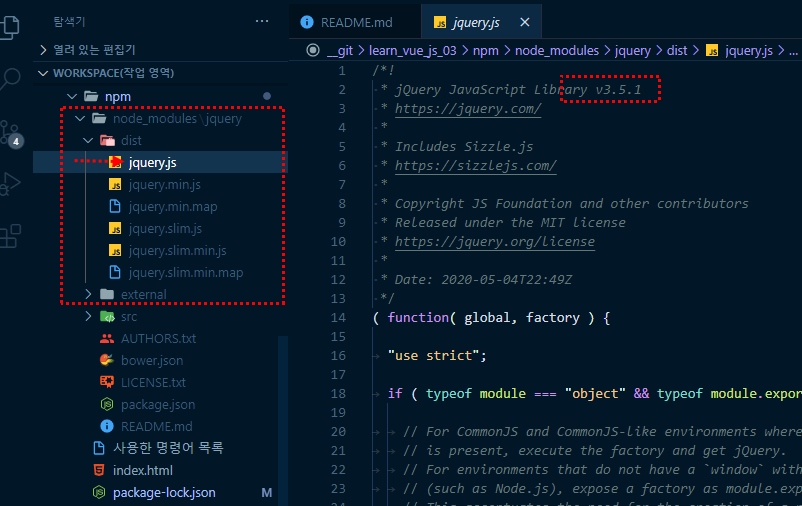 탐색기
열려 있는 편집기
WORKSPACE(작업 영역)
npm
node_modules \ jquery
dist
jquery.js
jquery.min.js
jquery.min.map
jquery.slim.js
jquery.slim.min.js
jquery.slim.min.map
external
src
AUTHORS.txt
bower.json
LICENSE.txt
package.json
README.md
사용한 명령어 목록
index.html
package-lock.json M
4
README.md
jquery.js
__git > learn_vue_js_03 > npm > node_modules > jquery > dist > jquery.js > ...
1 /*!
2 * jQuery JavaScript Library v3.5.1
3 * https://jquery.com/
4 *
5 * Includes Sizzle.js
6 * https://sizzlejs.com/
7 *
8 * Copyright JS Foundation and other contributors
9 * Released under the MIT license
10 * https://jquery.org/license
11 *
12 * Date: 2020-05-04T22:49Z
13 */
14 ( function( global, factory ) {
15
16 "use strict";
17
18 if ( typeof module === "object" && typeof module.expor
19
20 // For CommonJS and CommonJS-like environments where
21 // is present, execute the factory and get jQuery.
22 // For environments that do not have a `window` with
23 // (such as Node.js), expose a factory as module.exp